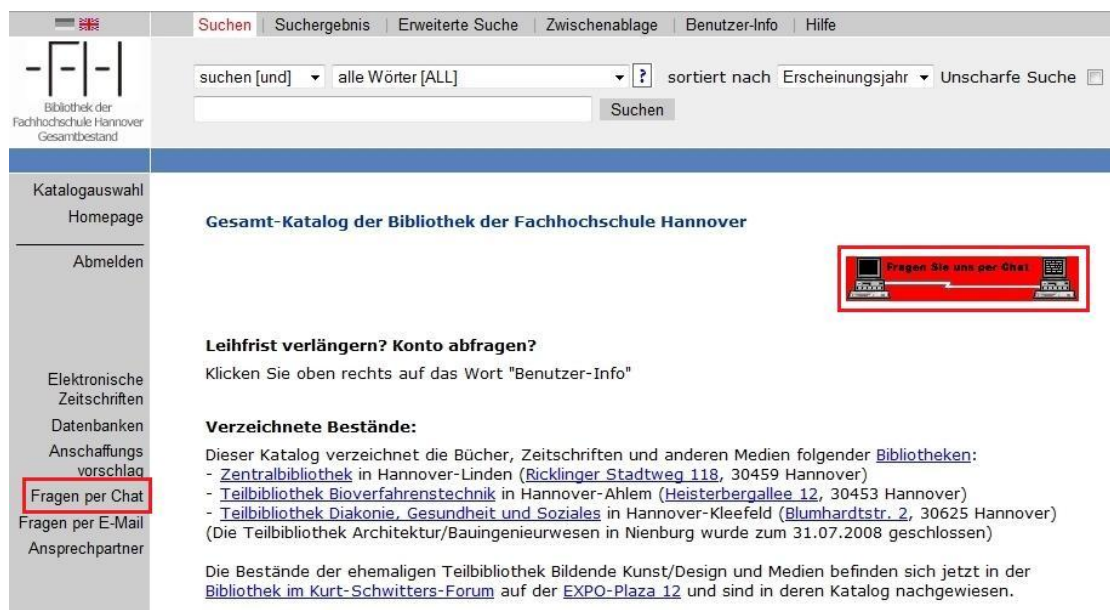 Suchen | Suchergebnis | Erweiterte Suche | Zwischenablage | Benutzer-Info | Hilfe
-FH-
Bibliothek der
Fachhochschule Hannover
Gesamtbestand
suchen [und] alle Wörter [ALL] ? sortiert nach Erscheinungsjahr Unscharfe Suche
Suchen
Katalogauswahl
Homepage
Abmelden
Elektronische
Zeitschriften
Datenbanken
Anschaffungs
vorschlag
Fragen per Chat
Fragen per E-Mail
Ansprechpartner
Gesamt-Katalog der Bibliothek der Fachhochschule Hannover
Fragen Sie uns per Chat
Leihfrist verlängern? Konto abfragen?
Klicken Sie oben rechts auf das Wort "Benutzer-Info"
Verzeichnete Bestände:
Dieser Katalog verzeichnet die Bücher, Zeitschriften und anderen Medien folgender Bibliotheken:
- Zentralbibliothek in Hannover-Linden (Ricklinger Stadtweg 118, 30459 Hannover)
- Teilbibliothek Bioverfahrenstechnik in Hannover-Ahlem (Heisterbergallee 12, 30453 Hannover)
- Teilbibliothek Diakonie, Gesundheit und Soziales in Hannover-Kleefeld (Blumhardtstr. 2, 30625 Hannover)
(Die Teilbibliothek Architektur/Bauingenieurwesen in Nienburg wurde zum 31.07.2008 geschlossen)
Die Bestände der ehemaligen Teilbibliothek Bildende Kunst/Design und Medien befinden sich jetzt in der
Bibliothek im Kurt-Schwitters-Forum auf der EXPO-Plaza 12 und sind in deren Katalog nachgewiesen.